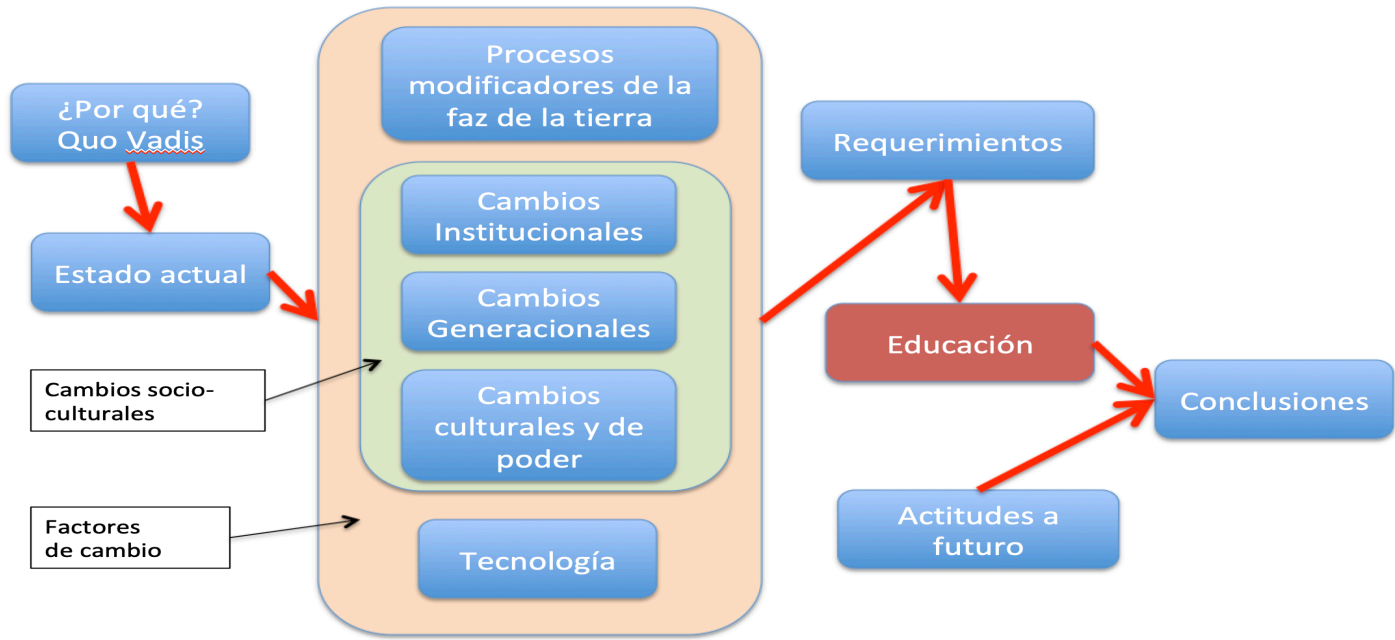 ¿Por qué?
Quo Vadis
Estado actual
Cambios socio-
culturales
Factores
de cambio
Procesos
modificadores de la
faz de la tierra
Cambios
Institucionales
Cambios
Generacionales
Cambios
culturales y de
poder
Tecnología
Requerimientos
Educación
Conclusiones
Actitudes a
futuro